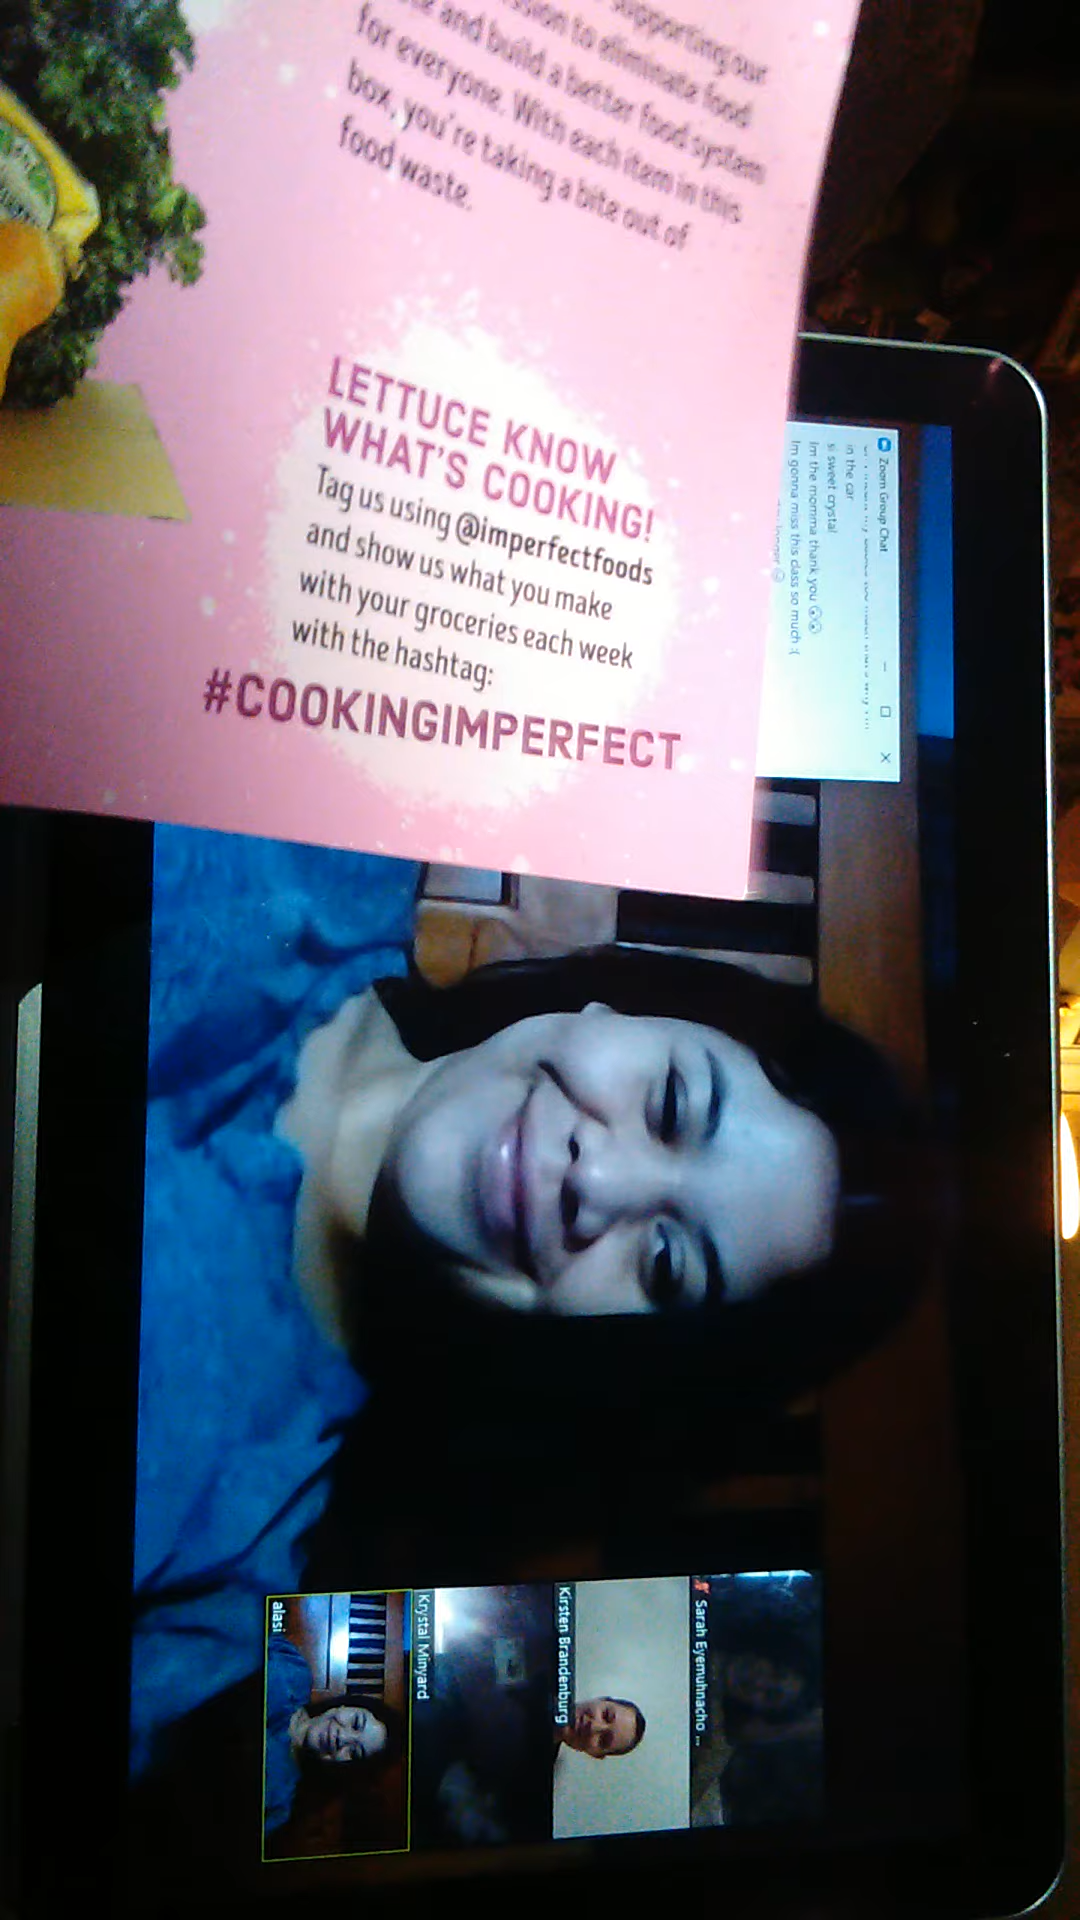 supporting our
to eliminate food
and build a better food system
for everyone. With each item in this
box, you're taking a bite out of
food waste.
LETTUCE KNOW
WHAT'S COOKING!
Tag us using @imperfectfoods
and show us what you make
with your groceries each week
with the hashtag:
#COOKINGIMPERFECT
Zoom Group Chat
in the car
si sweet crystal
Im the momma thank you
Im gonna miss this class so much :(
Sarah Eyemuhnacho ...
Kirsten Brandenburg
Krystal Minyard
alasi